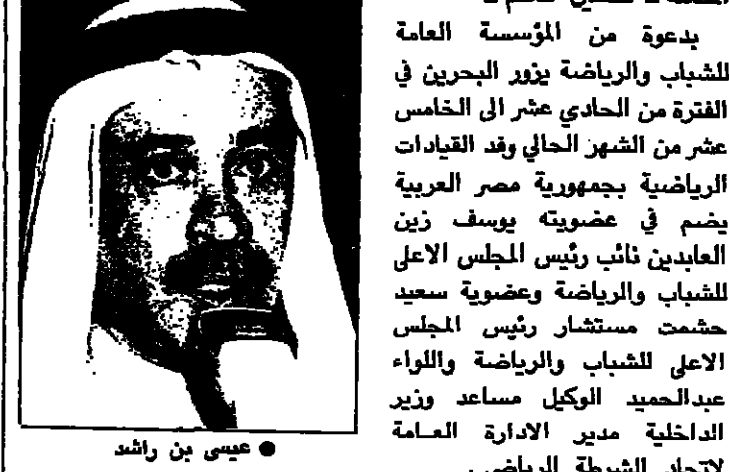 بدعوة من المؤسسة العامة
للشباب والرياضة يزور البحرين في
الفترة من الحادي عشر الى الخامس
عشر من الشهر الحالي وفد القيادات
الرياضية بجمهورية مصر العربية
يضم في عضويته يوسف زين
العابدين نائب رئيس المجلس الاعلى
للشباب والرياضة وعضوية سعيد
حشمت مستشار رئيس المجلس
الاعلى للشباب والرياضة واللواء
عبدالحميد الوكيل مساعد وزير
الداخلية مدير الادارة العامة
لاتحاد الشرطة الرياضي.
● عيسى بن راشد